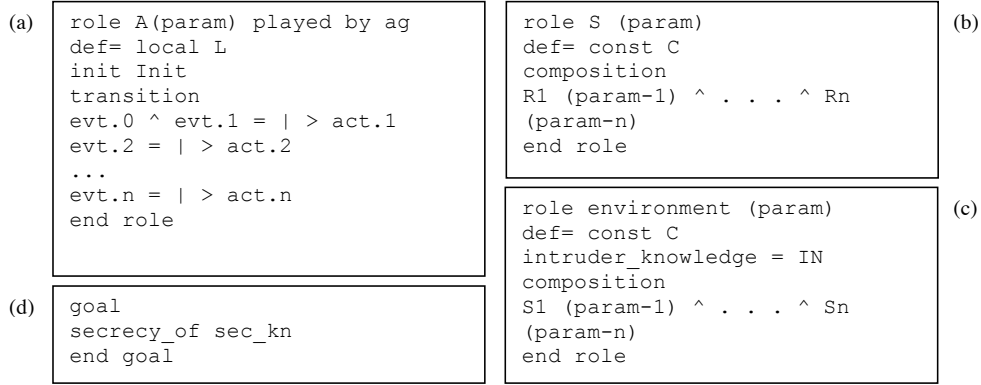 (a)
role A(param) played by ag
def= local L
init Init
transition
evt.0 ^ evt.1 = | > act.1
evt.2 = | > act.2
...
evt.n = | > act.n
end role
(b)
role S (param)
def= const C
composition
R1 (param-1) ^ . . . ^ Rn
(param-n)
end role
(c)
role environment (param)
def= const C
intruder_knowledge = IN
composition
S1 (param-1) ^ . . . ^ Sn
(param-n)
end role
(d)
goal
secrecy_of sec_kn
end goal